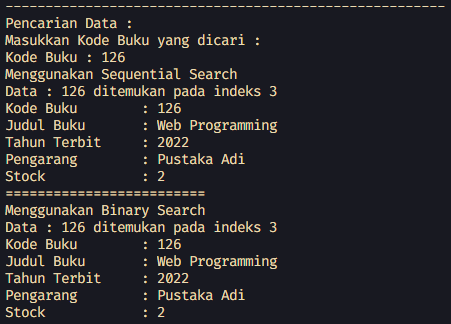 -------------------------------------------------------
Pencarian Data :
Masukkan Kode Buku yang dicari :
Kode Buku : 126
Menggunakan Sequential Search
Data : 126 ditemukan pada indeks 3
Kode Buku        : 126
Judul Buku       : Web Programming
Tahun Terbit     : 2022
Pengarang        : Pustaka Adi
Stock            : 2
=========================
Menggunakan Binary Search
Data : 126 ditemukan pada indeks 3
Kode Buku        : 126
Judul Buku       : Web Programming
Tahun Terbit     : 2022
Pengarang        : Pustaka Adi
Stock            : 2